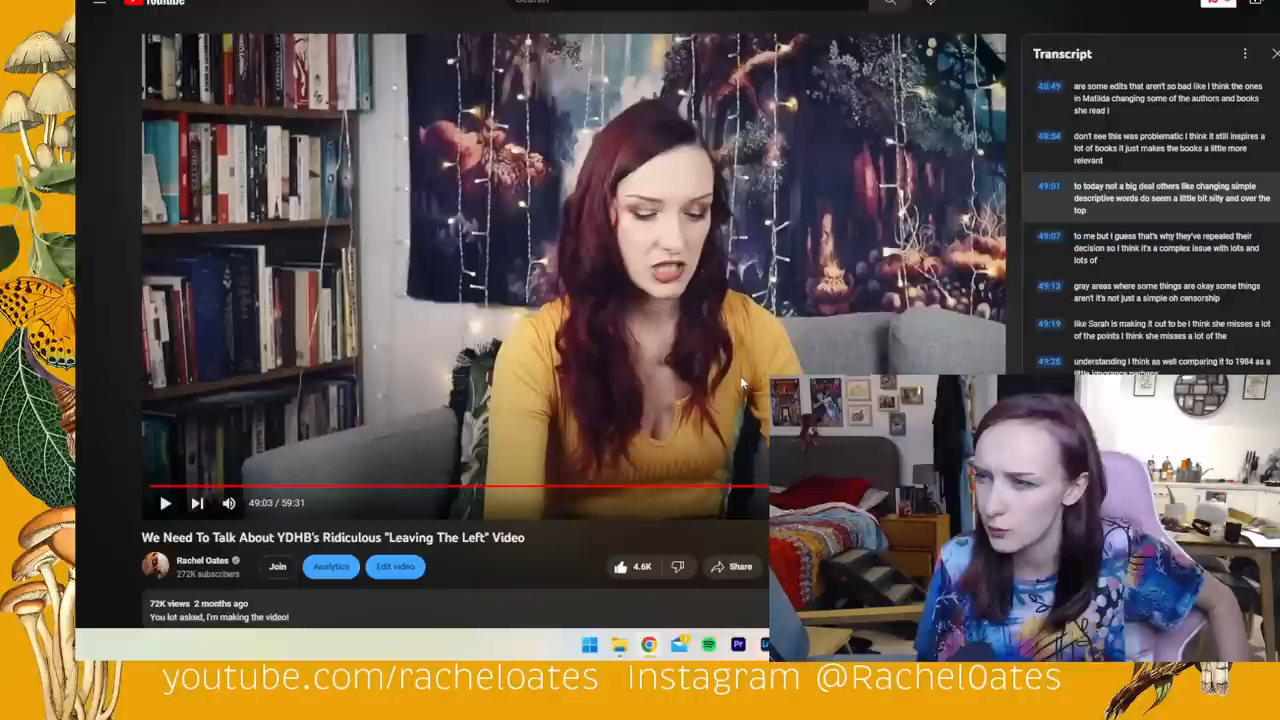 YouTube
Search
Transcript
48:49
are some edits that aren't so bad like I think the ones
in Matilda changing some of the authors and books
she read I
48:54
don't see this was problematic I think it still inspires a
lot of books it just makes the books a little more
relevant
49:01
to today not a big deal others like changing simple
descriptive words do seem a little bit silly and over the
top
49:07
to me but I guess that's why they've repealed their
decision so I think it's a complex issue with lots and
lots of
49:13
gray areas where some things are okay some things
aren't it's not just a simple oh censorship
49:19
like Sarah is making it out to be I think she misses a lot
of the points I think she misses a lot of the
49:25
understanding I think as well comparing it to 1984 as a
little ignorance perhaps
49:03 / 59:31
We Need To Talk About YDHB's Ridiculous "Leaving The Left" Video
Rachel Oates
272K subscribers
Join
Analytics
Edit video
4.6K
Share
72K views 2 months ago
You lot asked, I'm making the video!
Pr
youtube.com/racheloates Instagram @Rachel0ates